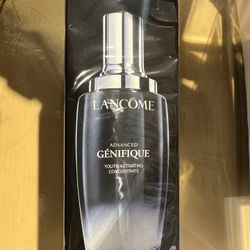 LANCÔME
ADVANCED
GÉNIFIQUE
YOUTH ACTIVATING
CONCENTRATE